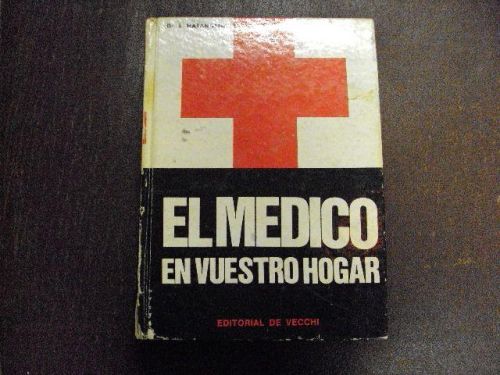 EL MEDICO
EN VUESTRO HOGAR
EDITORIAL DE VECCHI